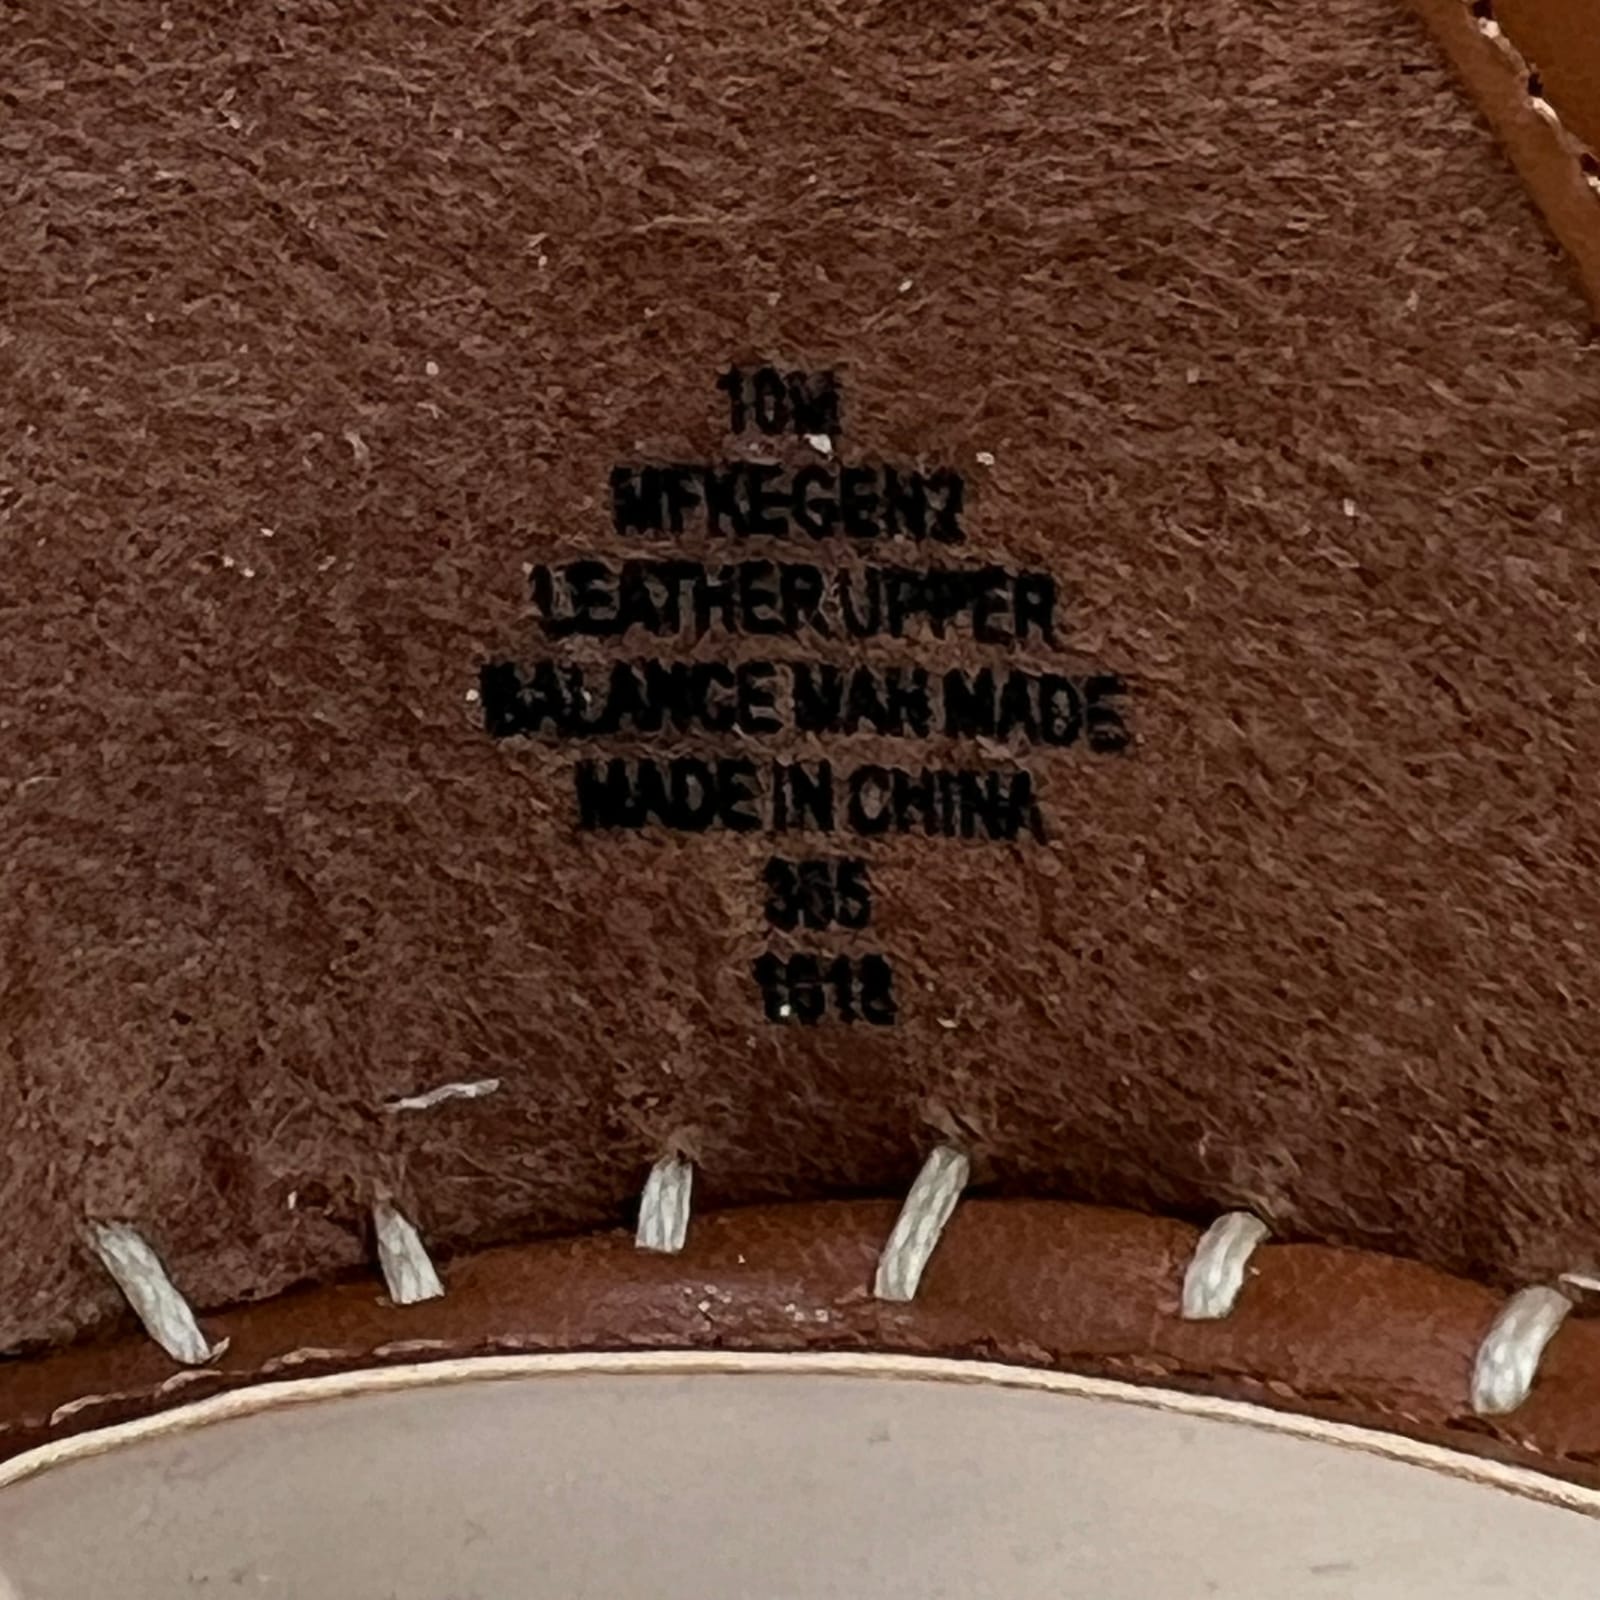 10M
MFKEGEN2
LEATHER UPPER
BALANCE MAN MADE
MADE IN CHINA
365
1618